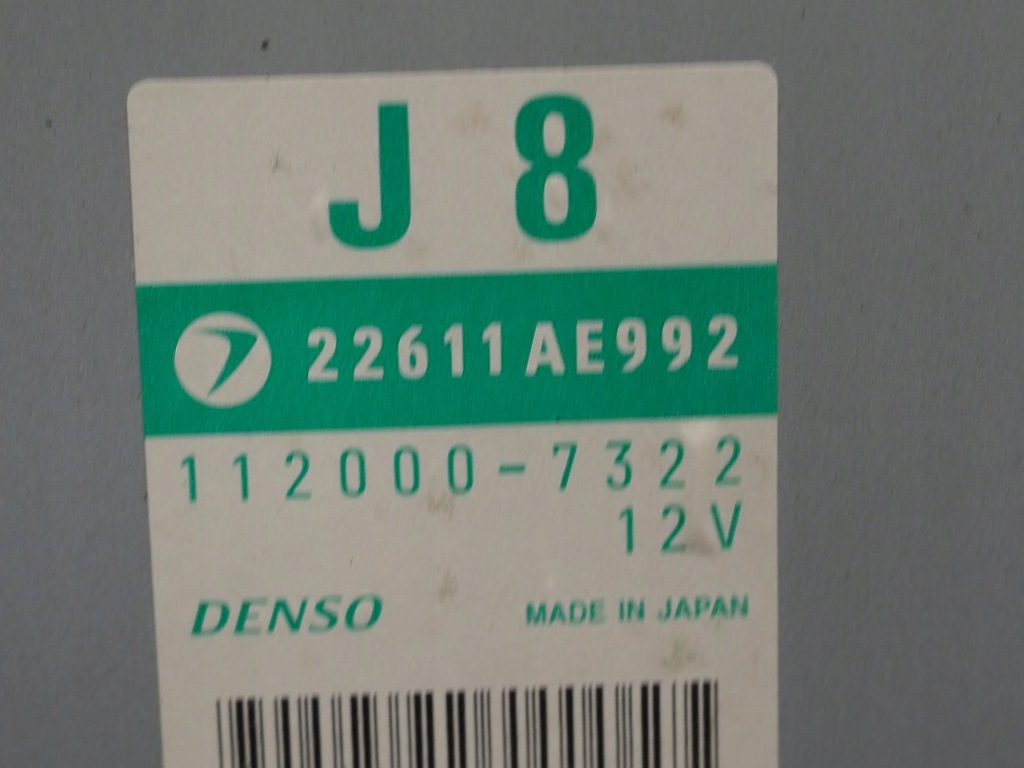 J 8
22611AE992
112000-7322
12V
DENSO
MADE IN JAPAN